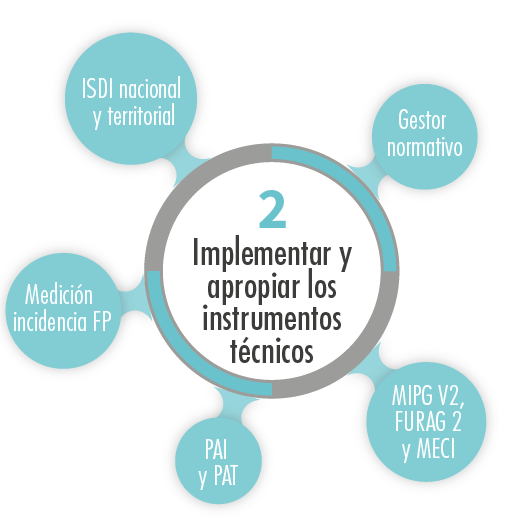 ISDI nacional
y territorial
Gestor
normativo
2
Implementar y
apropiar los
instrumentos
técnicos
Medición
incidencia FP
MIPG V2,
FURAG 2
y MECI
PAI
y PAT